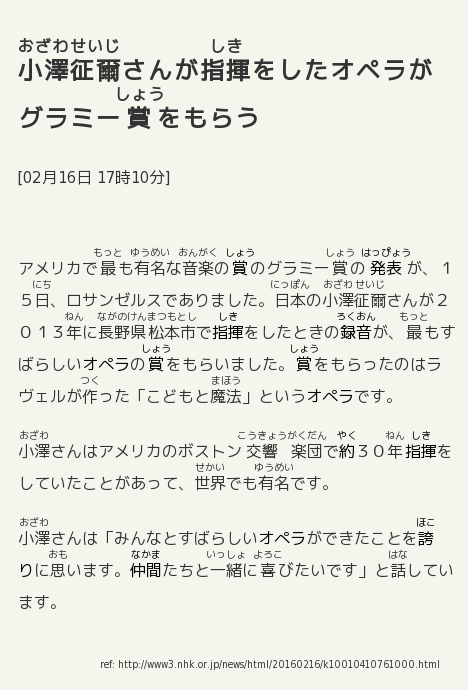 おざわせいじ しき
小澤征爾さんが指揮をしたオペラが
しょう
グラミー賞をもらう
[02月16日 17時10分]
もっと ゆうめい おんがく しょう しょう はっぴょう
アメリカで最も有名な音楽の賞のグラミー賞の発表が、１
にち にっぽん おざわ せいじ
５日、ロサンゼルスでありました。日本の小澤征爾さんが２
ねん ながのけんまつもとし しき ろくおん もっと
０１３年に長野県松本市で指揮をしたときの録音が、最もす
しょう しょう
ばらしいオペラの賞をもらいました。賞をもらったのはラ
つく まほう
ヴェルが作った「こどもと魔法」というオペラです。
おざわ こうきょうがくだん やく ねん しき
小澤さんはアメリカのボストン交響楽団で約３０年指揮を
せかい ゆうめい
していたことがあって、世界でも有名です。
おざわ ほこ
小澤さんは「みんなとすばらしいオペラができたことを誇
おも なかま いっしょ よろこ はな
りに思います。仲間たちと一緒に喜びたいです」と話してい
ます。
ref: http://www3.nhk.or.jp/news/html/20160216/k10010410761000.html